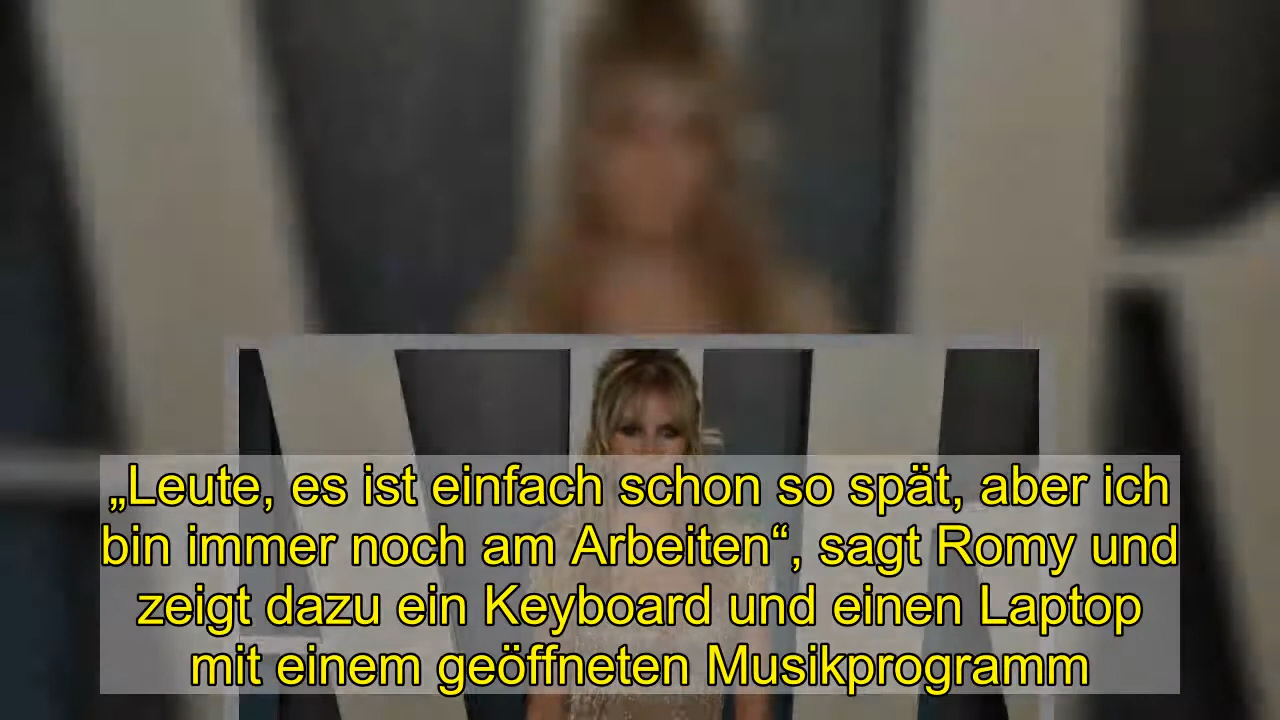 „Leute, es ist einfach schon so spät, aber ich
bin immer noch am Arbeiten“, sagt Romy und
zeigt dazu ein Keyboard und einen Laptop
mit einem geöffneten Musikprogramm